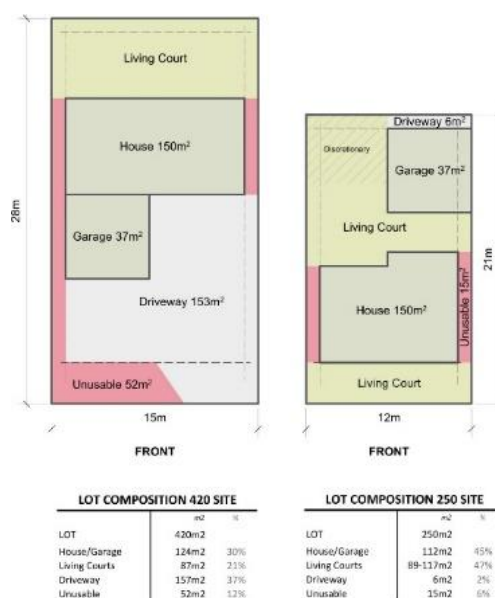 Living Court
House 150m²
Garage 37m²
Driveway 153m²
Unusable 52m²
28m
15m
FRONT
Driveway 6m²
Discretionary
Garage 37m²
Living Court
House 150m²
Unusable 15m²
Living Court
21m
12m
FRONT
LOT COMPOSITION 420 SITE
m2 %
LOT 420m2
House/Garage 124m2 30%
Living Courts 87m2 21%
Driveway 157m2 37%
Unusable 52m2 12%
LOT COMPOSITION 250 SITE
m2 %
LOT 250m2
House/Garage 112m2 45%
Living Courts 89-117m2 47%
Driveway 6m2 2%
Unusable 15m2 6%